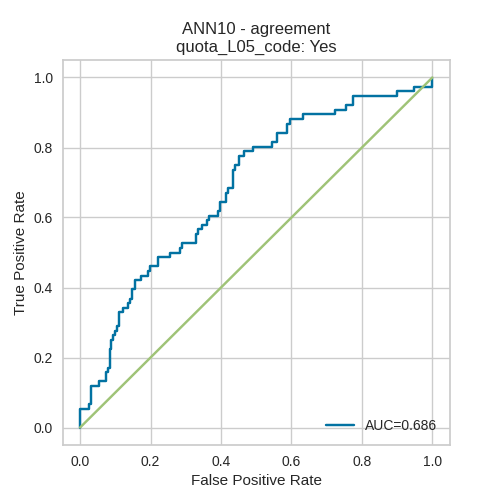 ANN10 - agreement
quota_L05_code: Yes
True Positive Rate
1.0
0.8
0.6
0.4
0.2
0.0
AUC=0.686
0.0 0.2 0.4 0.6 0.8 1.0
False Positive Rate